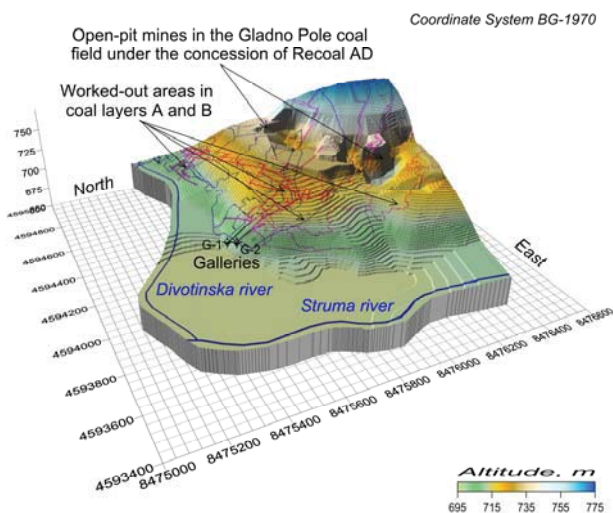 Coordinate System BG-1970
Open-pit mines in the Gladno Pole coal
field under the concession of Recoal AD
Worked-out areas in
coal layers A and B
750
725
700
675
650
North
4595000
4594800
4594600
4594400
4594200
4594000
4593800
4593600
4593400
G-1
G-2
Galleries
East
Divotinska river
Struma river
8475000
8475200
8475400
8475600
8475800
8476000
8476200
8476400
8476600
Altitude, m
695 715 735 755 775